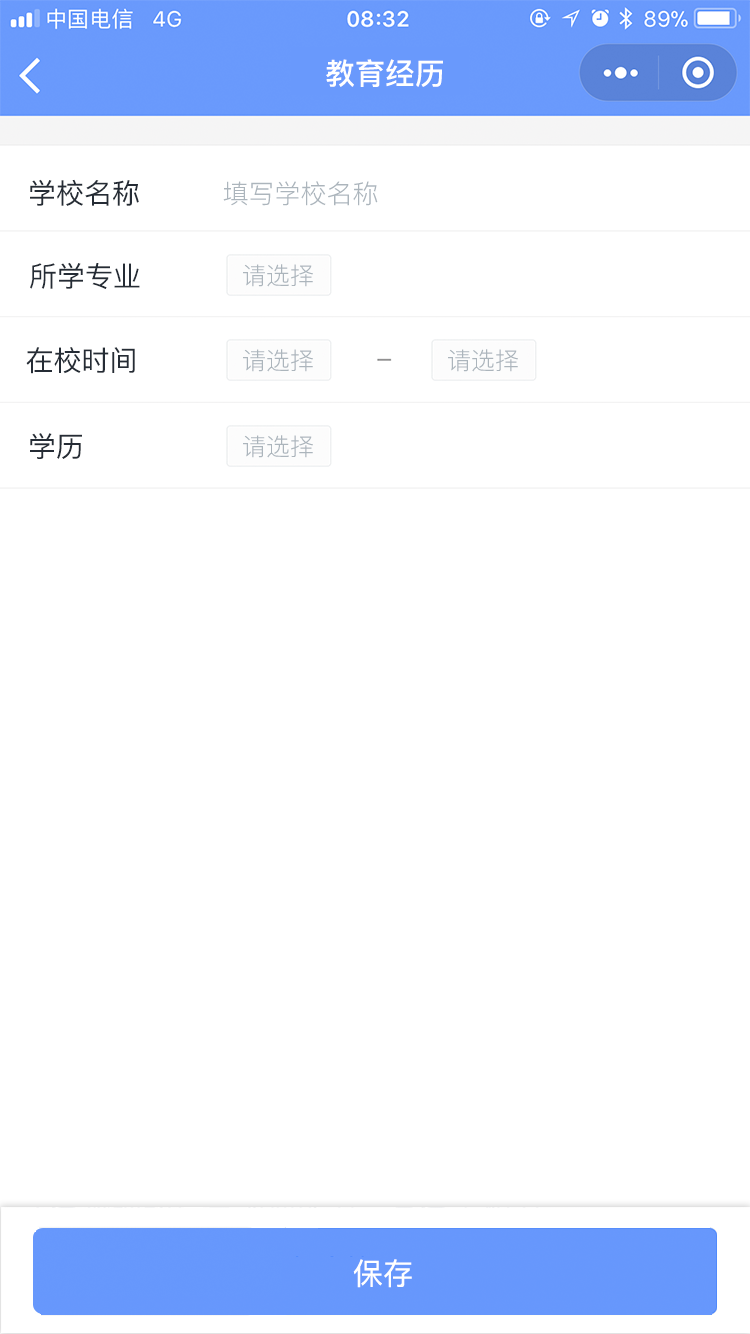 中国电信 4G 08:32 89%
教育经历
学校名称 填写学校名称
所学专业 请选择
在校时间 请选择 – 请选择
学历 请选择
保存